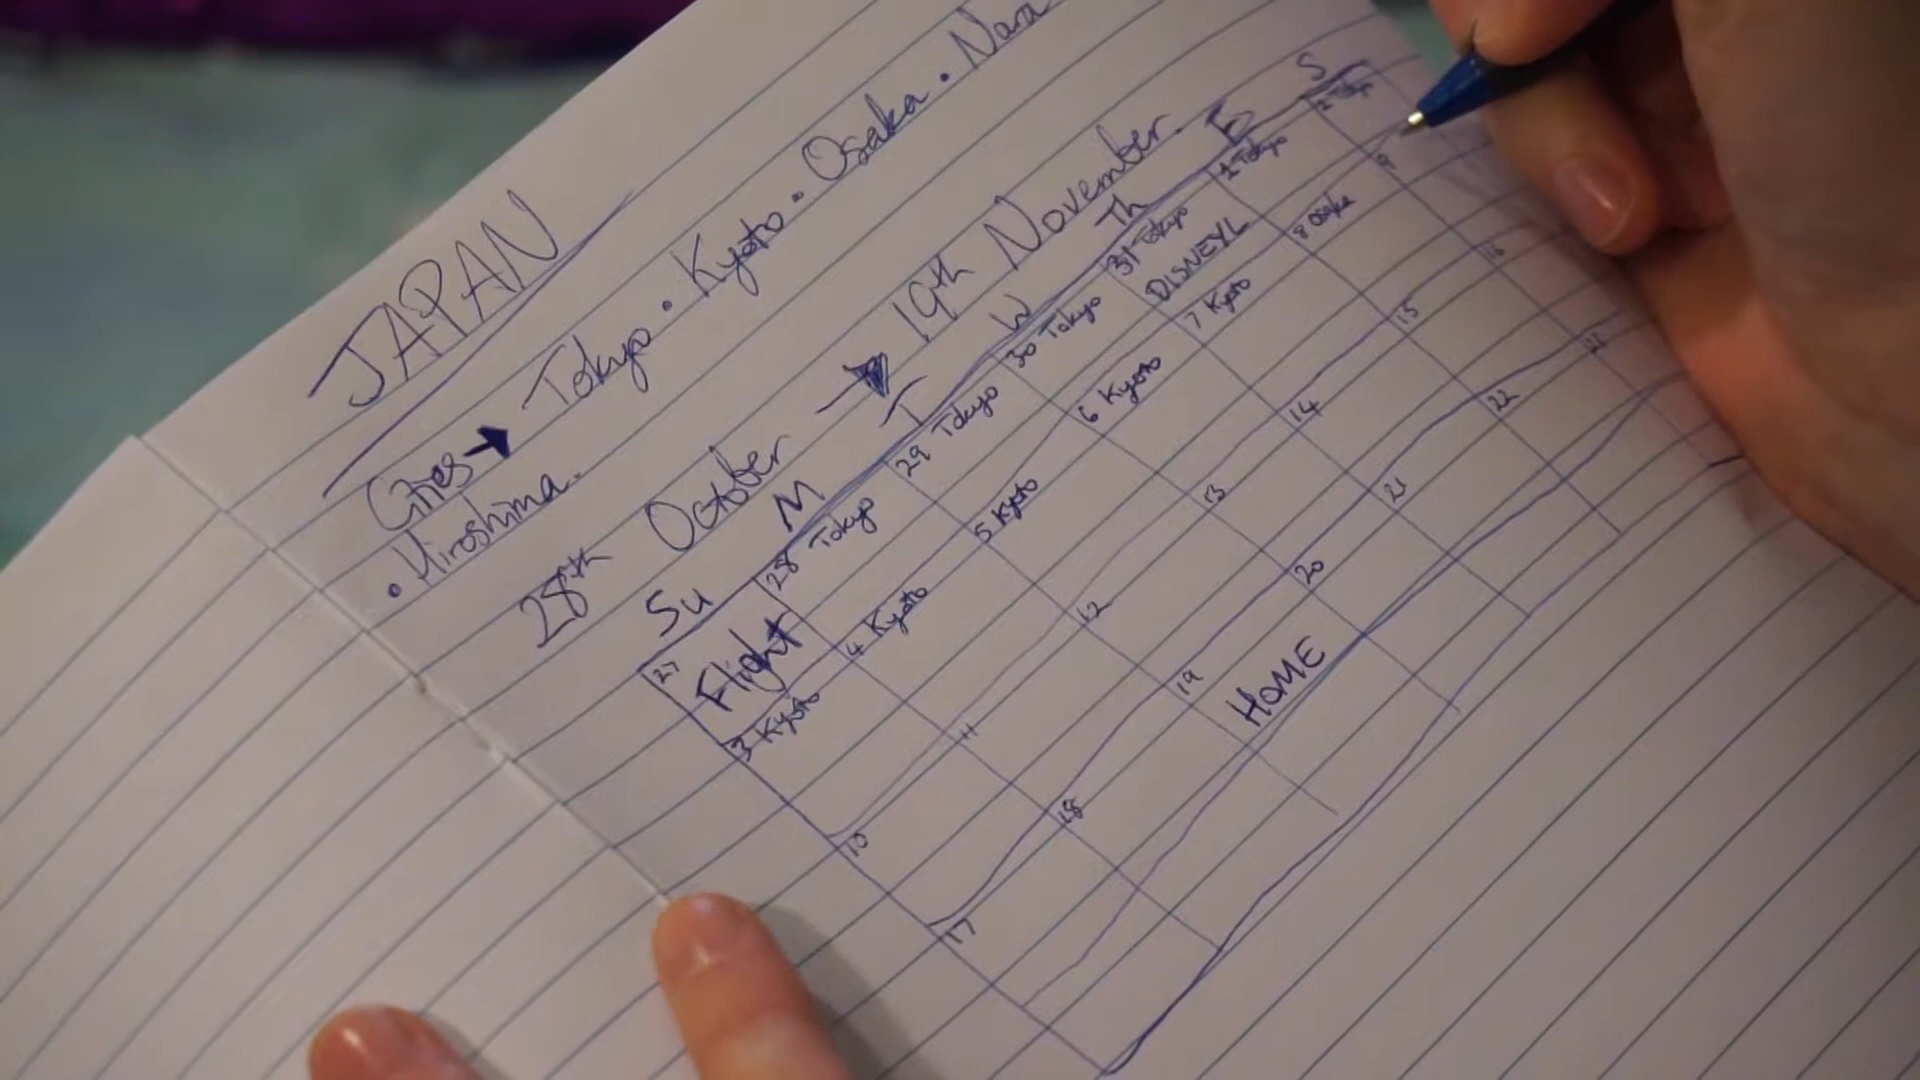 JAPAN
Cities → Tokyo • Kyoto • Osaka • Nara
• Hiroshima.
28th October → 19th November.
Su M T W Th F S
27 Flight 28 Tokyo 29 Tokyo 30 Tokyo 31 Tokyo DISNEYL 1 Tokyo 2 Tokyo
3 Kyoto 4 Kyoto 5 Kyoto 6 Kyoto 7 Kyoto 8 Osaka 9
10 11 12 13 14 15 16
17 18 19 HOME 20 21 22